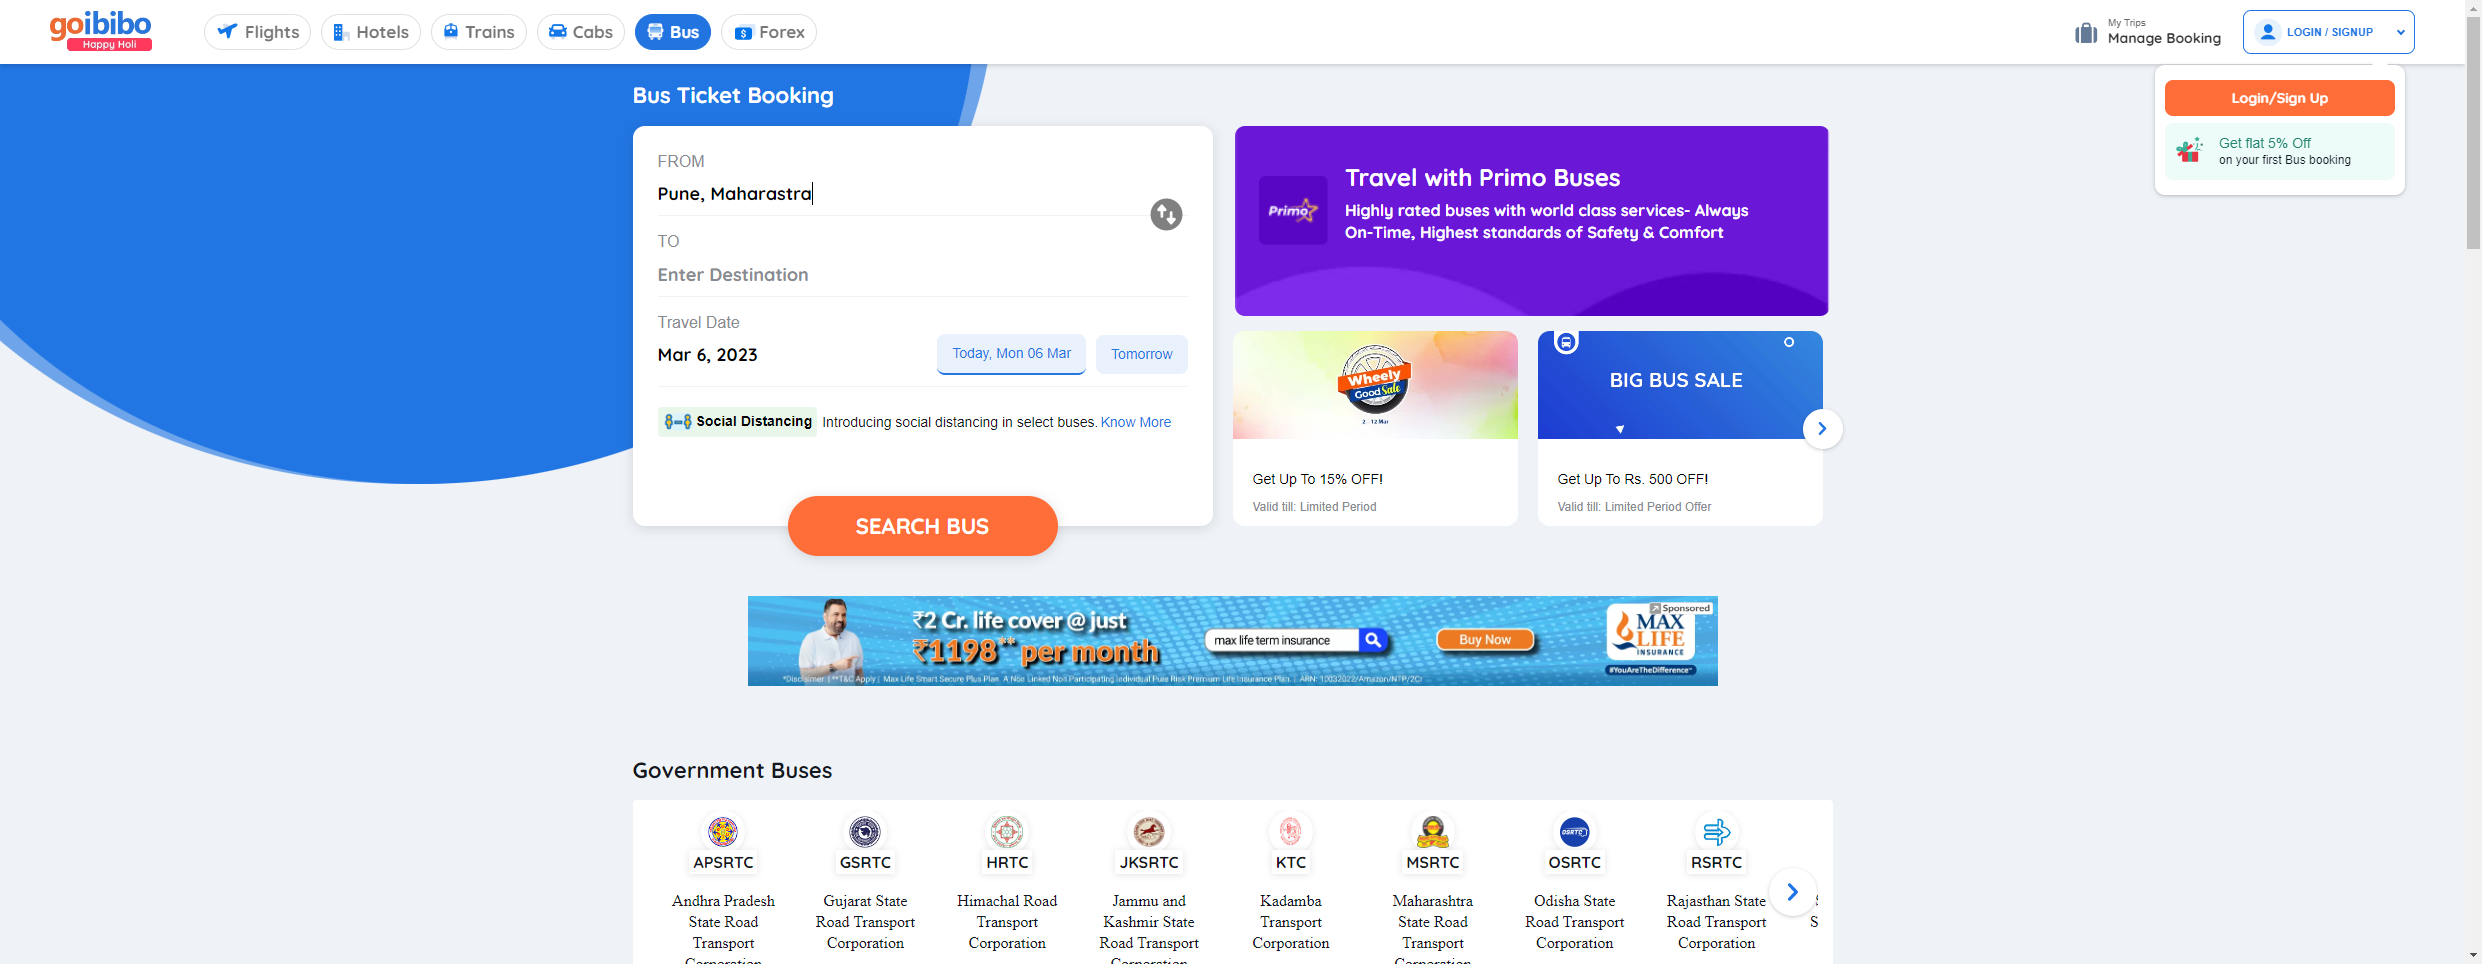 goibibo
Happy Holi
Flights
Hotels
Trains
Cabs
Bus
Forex
My Trips
Manage Booking
LOGIN / SIGNUP
Login/Sign Up
Get flat 5% Off
on your first Bus booking
Bus Ticket Booking
FROM
Pune, Maharastra
TO
Enter Destination
Travel Date
Mar 6, 2023
Today, Mon 06 Mar
Tomorrow
Social Distancing
Introducing social distancing in select buses. Know More
SEARCH BUS
Primo
Travel with Primo Buses
Highly rated buses with world class services- Always
On-Time, Highest standards of Safety & Comfort
Wheely
Good Sale
2 - 12 Mar
Get Up To 15% OFF!
Valid till: Limited Period
BIG BUS SALE
Get Up To Rs. 500 OFF!
Valid till: Limited Period Offer
₹2 Cr. life cover @ just
₹1198** per month
max life term insurance
Buy Now
Sponsored
MAX
LIFE
INSURANCE
#YouAreTheDifference™
*Disclaimer | **T&C Apply | Max Life Smart Secure Plus Plan. A Non Linked Non Participating Individual Pure Risk Premium Life Insurance Plan. | ARN: 10032022/Amazon/NTP/2Cr
Government Buses
APSRTC
Andhra Pradesh
State Road
Transport
Corporation
GSRTC
Gujarat State
Road Transport
Corporation
HRTC
Himachal Road
Transport
Corporation
JKSRTC
Jammu and
Kashmir State
Road Transport
Corporation
KTC
Kadamba
Transport
Corporation
MSRTC
Maharashtra
State Road
Transport
Corporation
OSRTC
OSRTC
Odisha State
Road Transport
Corporation
RSRTC
Rajasthan State
Road Transport
Corporation
S